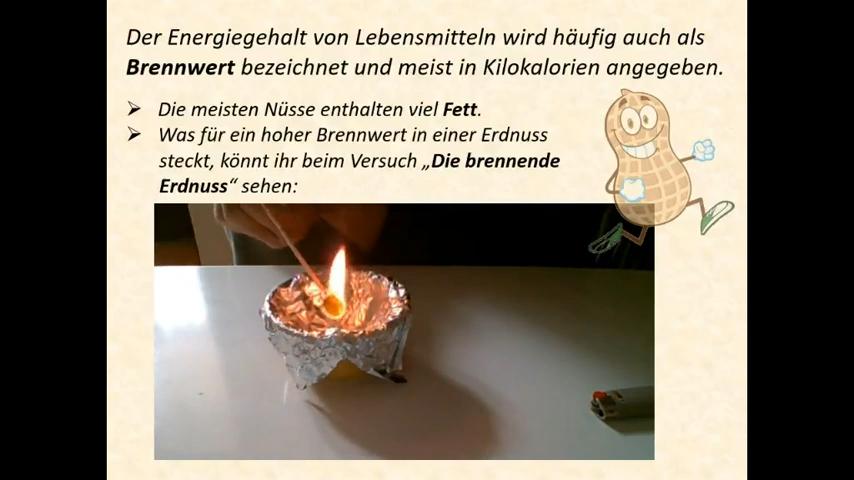 Der Energiegehalt von Lebensmitteln wird häufig auch als
Brennwert bezeichnet und meist in Kilokalorien angegeben.
➢ Die meisten Nüsse enthalten viel Fett.
➢ Was für ein hoher Brennwert in einer Erdnuss
steckt, könnt ihr beim Versuch „Die brennende
Erdnuss“ sehen: